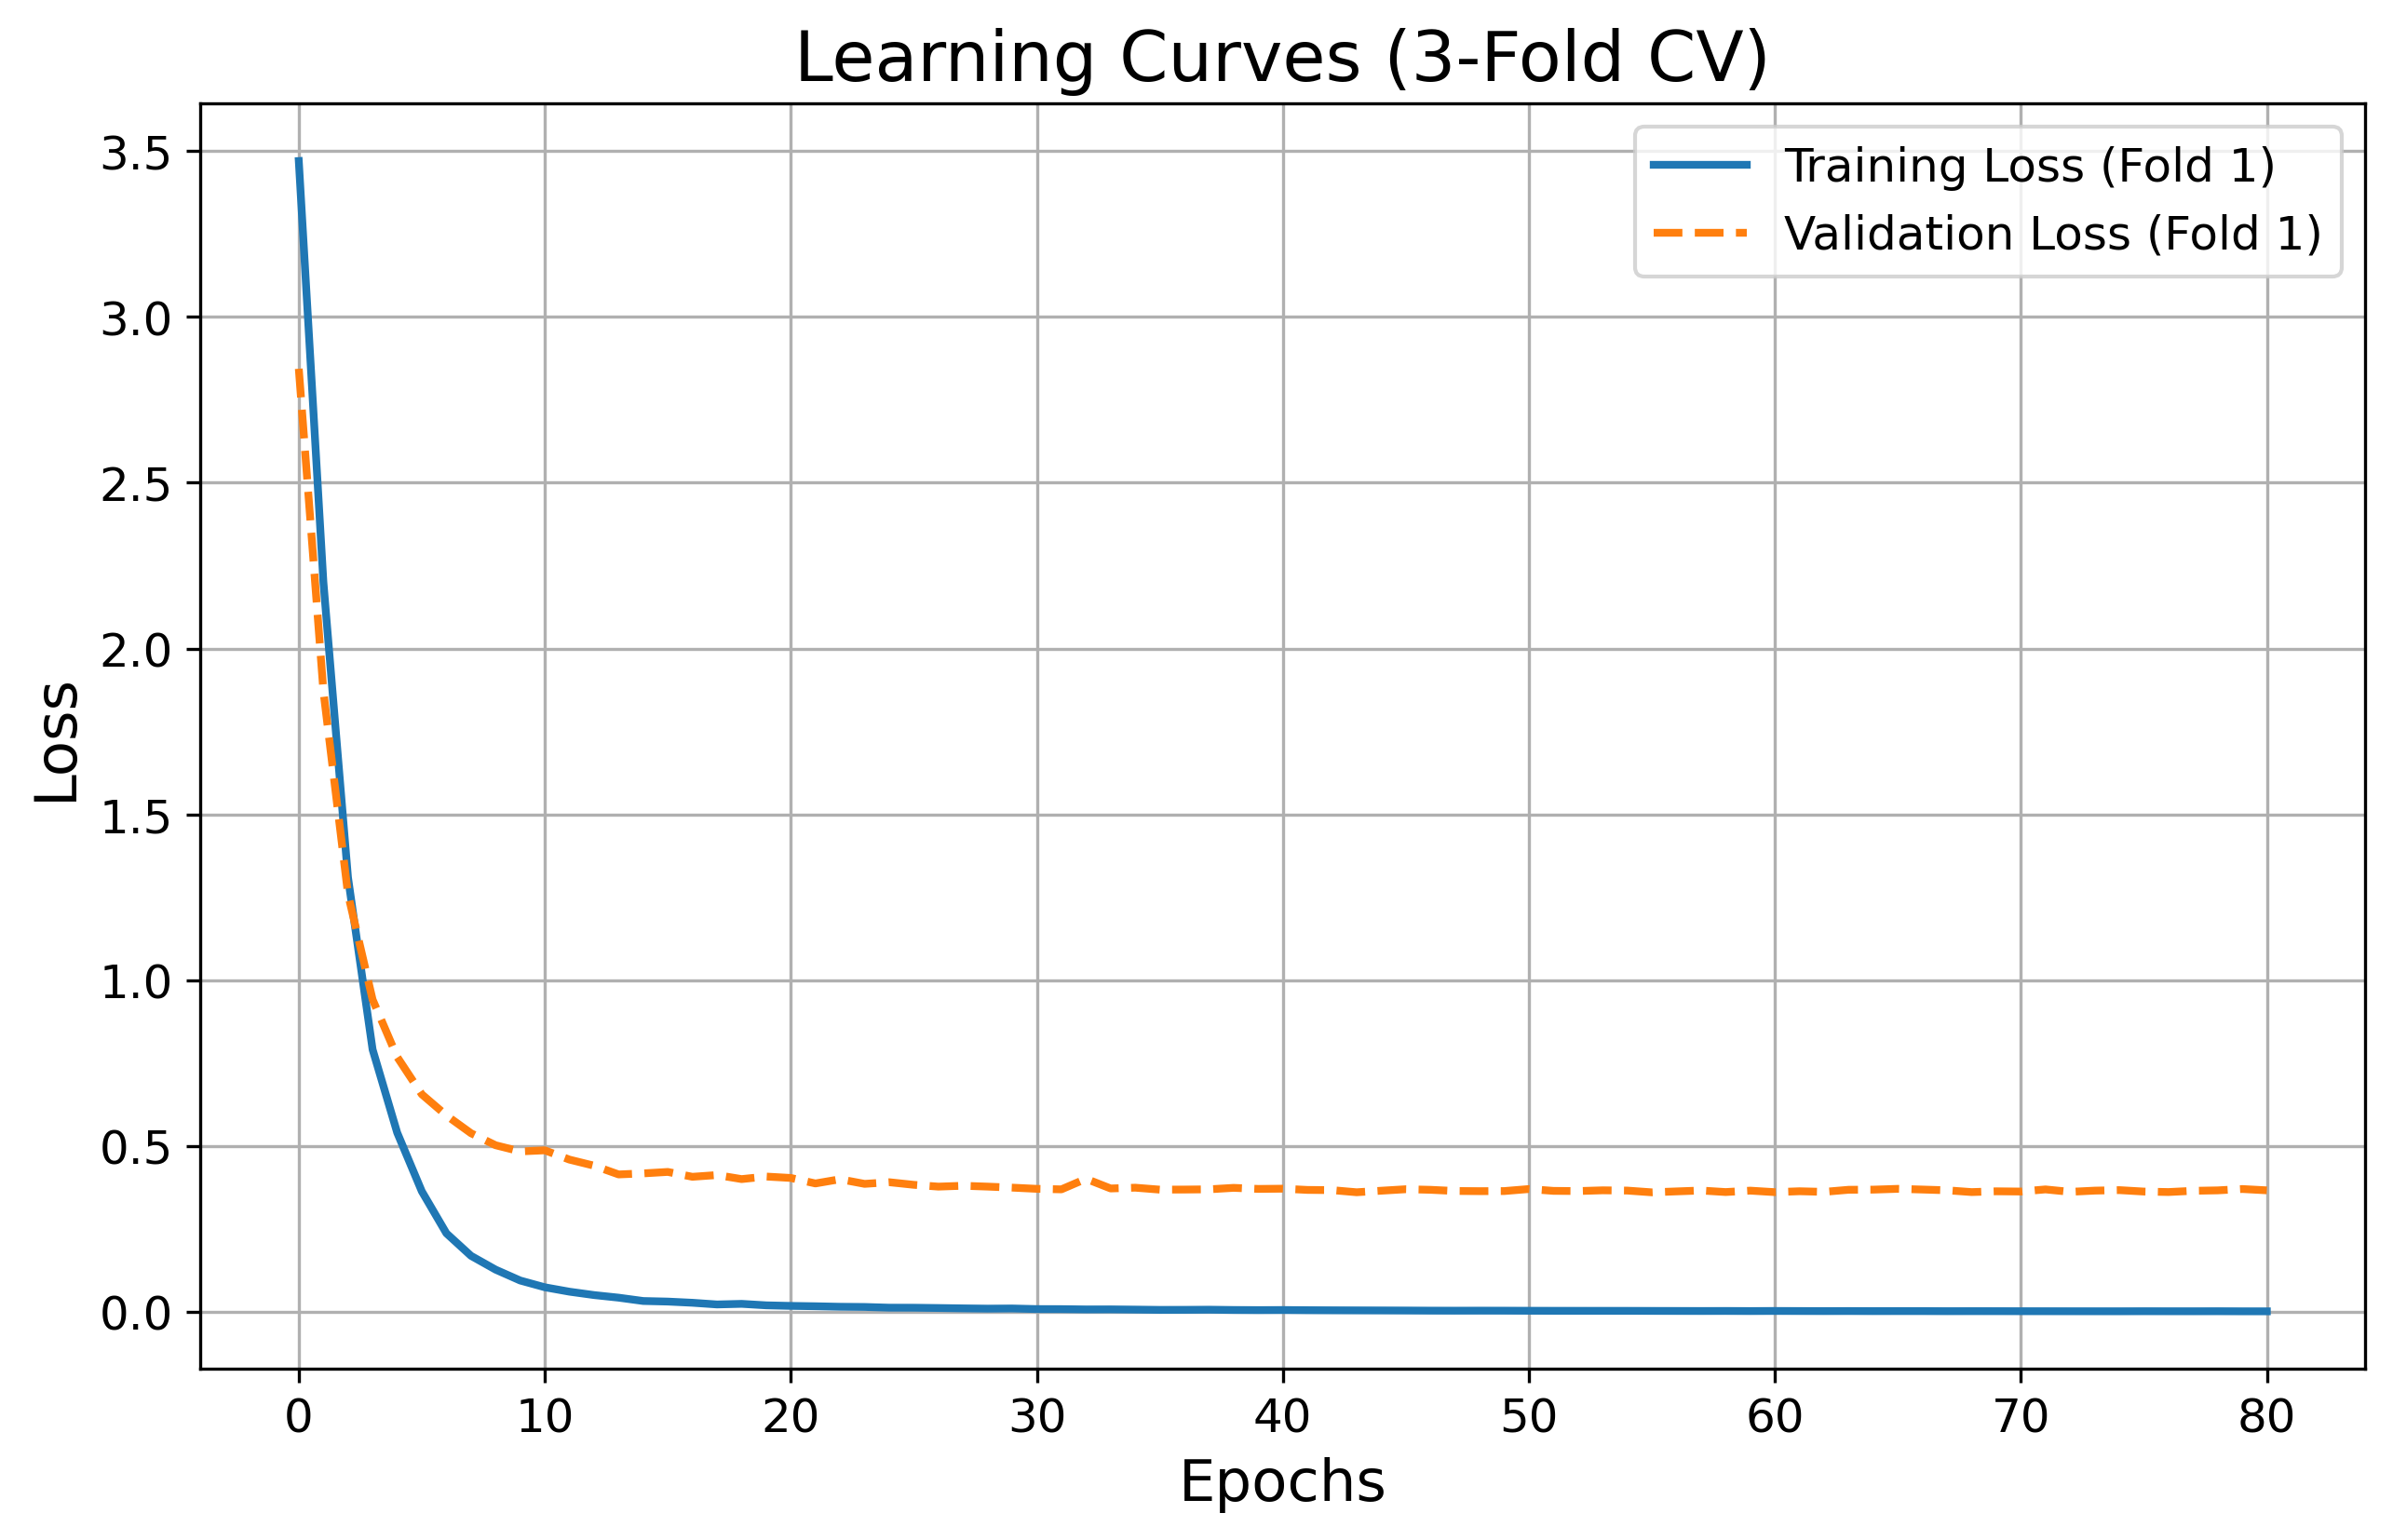 Learning Curves (3-Fold CV)
Training Loss (Fold 1)
Validation Loss (Fold 1)
Loss
3.5
3.0
2.5
2.0
1.5
1.0
0.5
0.0
0 10 20 30 40 50 60 70 80
Epochs